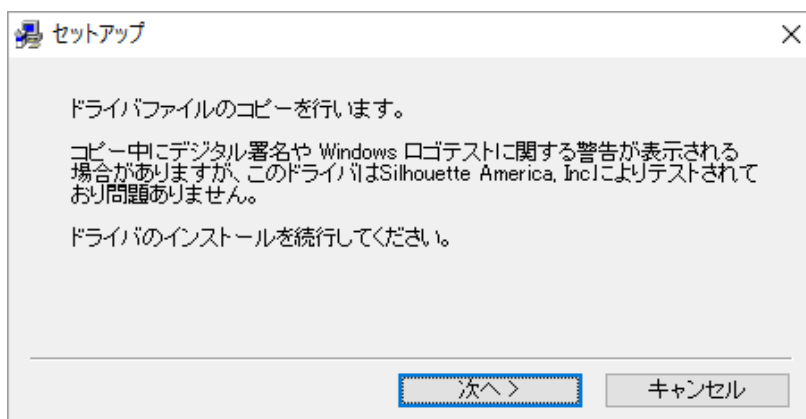 セットアップ
ドライバファイルのコピーを行います。
コピー中にデジタル署名や Windows ロゴテストに関する警告が表示される
場合がありますが、このドライバはSilhouette America, Inc.によりテストされて
おり問題ありません。
ドライバのインストールを続行してください。
次へ >
キャンセル